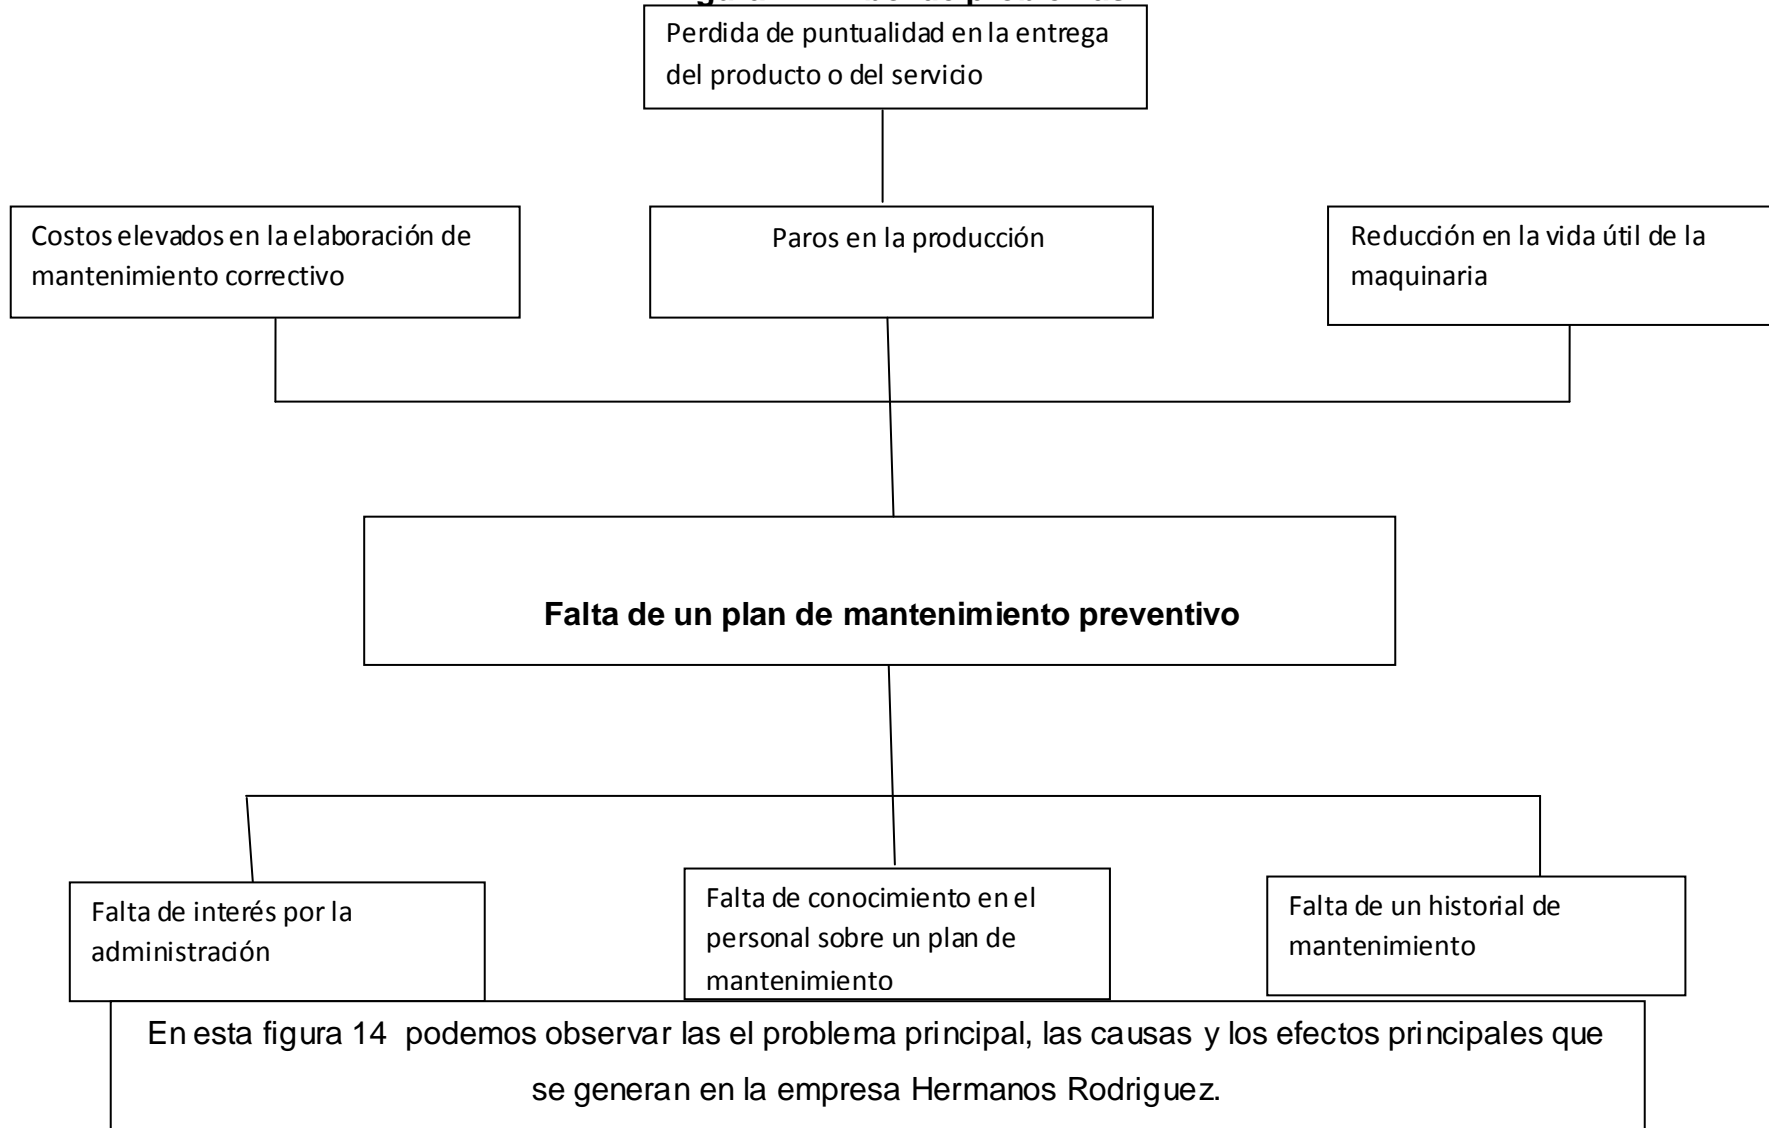 Perdida de puntualidad en la entrega
del producto o del servicio
Costos elevados en la elaboración de
mantenimiento correctivo
Paros en la producción
Reducción en la vida útil de la
maquinaria
Falta de un plan de mantenimiento preventivo
Falta de interés por la
administración
Falta de conocimiento en el
personal sobre un plan de
mantenimiento
Falta de un historial de
mantenimiento
En esta figura 14 podemos observar las el problema principal, las causas y los efectos principales que
se generan en la empresa Hermanos Rodriguez.